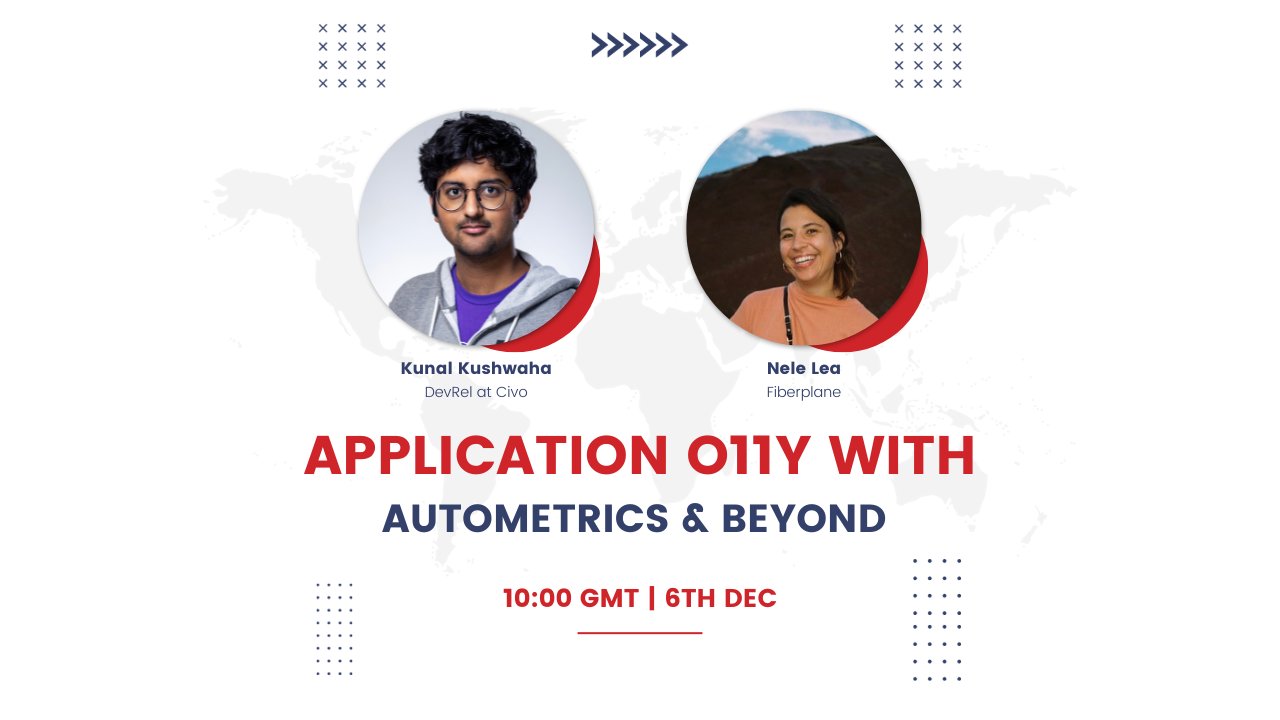 Kunal Kushwaha
DevRel at Civo
Nele Lea
Fiberplane
APPLICATION O11Y WITH
AUTOMETRICS & BEYOND
10:00 GMT | 6TH DEC